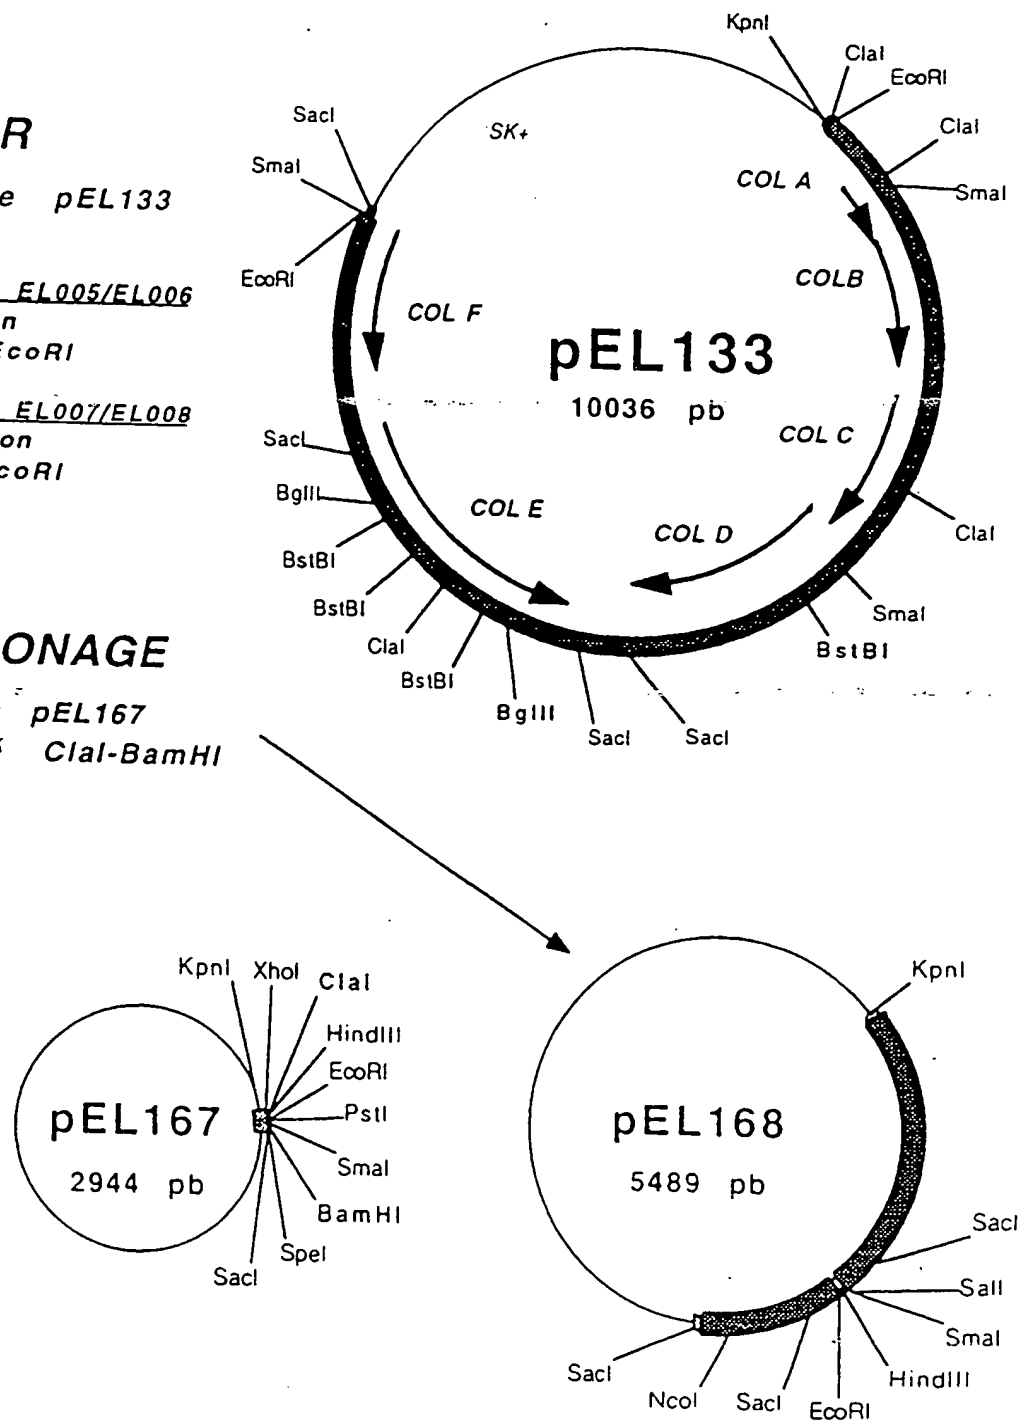 KpnI
ClaI
EcoRI
SacI
SK+
ClaI
R
SmaI
COL A
SmaI
e pEL133
EcoRI
COLB
EL005/EL006
n
COL F
EcoRI
pEL133
10036 pb
EL007/EL008
on
COL C
SacI
coRI
BglII
COL E
COL D
ClaI
BstBI
BstBI
SmaI
ClaI
BstBI
ONAGE
BstBI
BglII
pEL167
SacI
SacI
ClaI-BamHI
KpnI
XhoI
ClaI
KpnI
HindIII
EcoRI
pEL167
PstI
pEL168
2944 pb
SmaI
5489 pb
BamHI
SacI
SpeI
SacI
SalI
SmaI
SacI
HindIII
NcoI
SacI
EcoRI